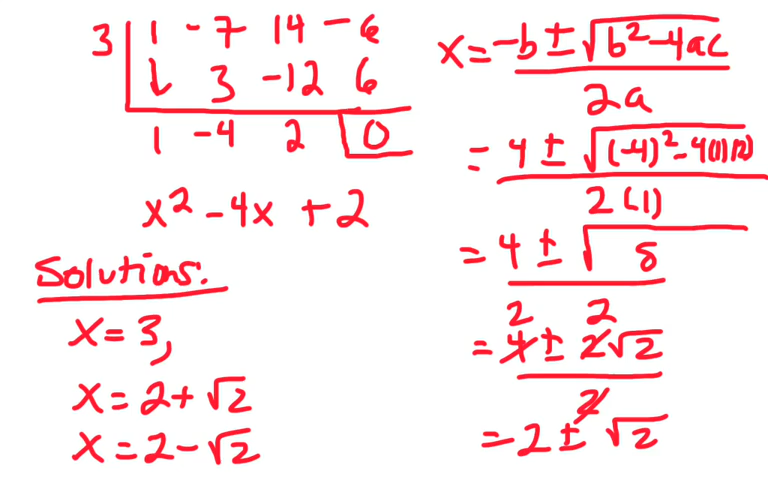 3 | 1 -7 14 -6
↓ 3 -12 6
1 -4 2 0
x² - 4x + 2
Solutions:
x = 3,
x = 2 + √2
x = 2 - √2
x = -b ± √b² - 4ac
2a
= 4 ± √(-4)² - 4(1)(2)
2(1)
= 4 ± √8
2 2
= 4 ± 2√2
2
= 2 ± √2